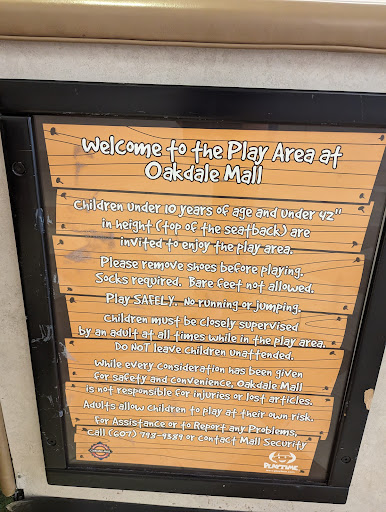 Welcome to the Play Area at
Oakdale Mall
Children under 10 years of age and under 42"
in height (top of the seatback) are
invited to enjoy the play area.
Please remove shoes before playing.
Socks required. Bare feet not allowed.
Play SAFELY. No running or jumping.
Children must be closely supervised
by an adult at all times while in the play area.
Do NOT leave children unattended.
While every consideration has been given
for safety and convenience, Oakdale Mall
is not responsible for injuries or lost articles.
Adults allow children to play at their own risk.
For Assistance or to Report any Problems,
Call (607) 798-9389 or contact Mall Security
PLAYTIME